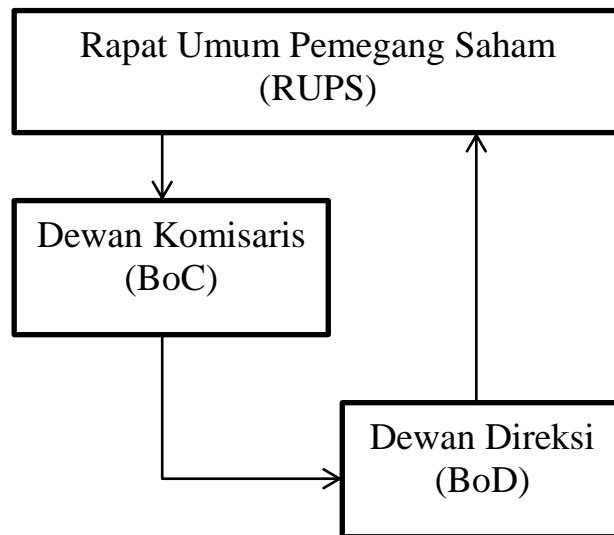 Rapat Umum Pemegang Saham
(RUPS)
Dewan Komisaris
(BoC)
Dewan Direksi
(BoD)